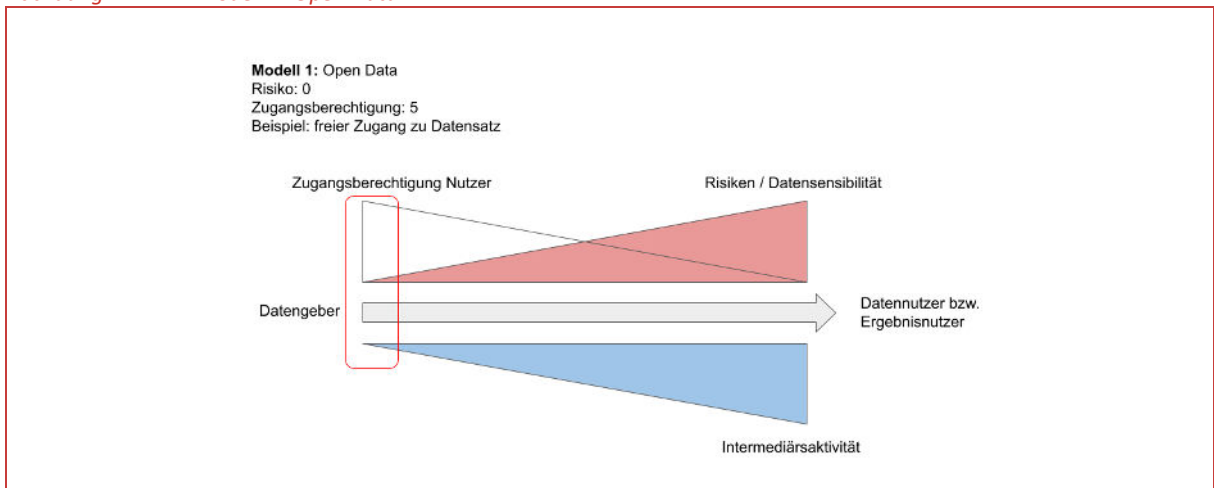 Modell 1: Open Data
Risiko: 0
Zugangsberechtigung: 5
Beispiel: freier Zugang zu Datensatz
Zugangsberechtigung Nutzer
Risiken / Datensensibilität
Datengeber
Datennutzer bzw.
Ergebnisnutzer
Intermediärsaktivität